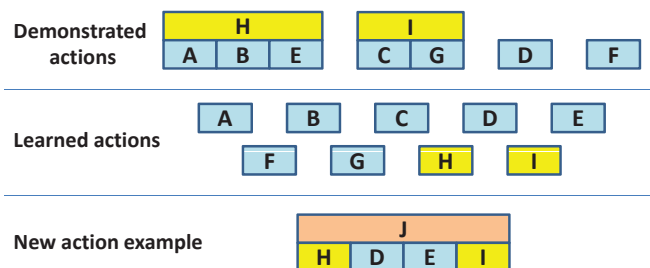 Demonstrated
actions
H I
A B E C G D F
Learned actions
A B C D E
F G H I
New action example
J
H D E I